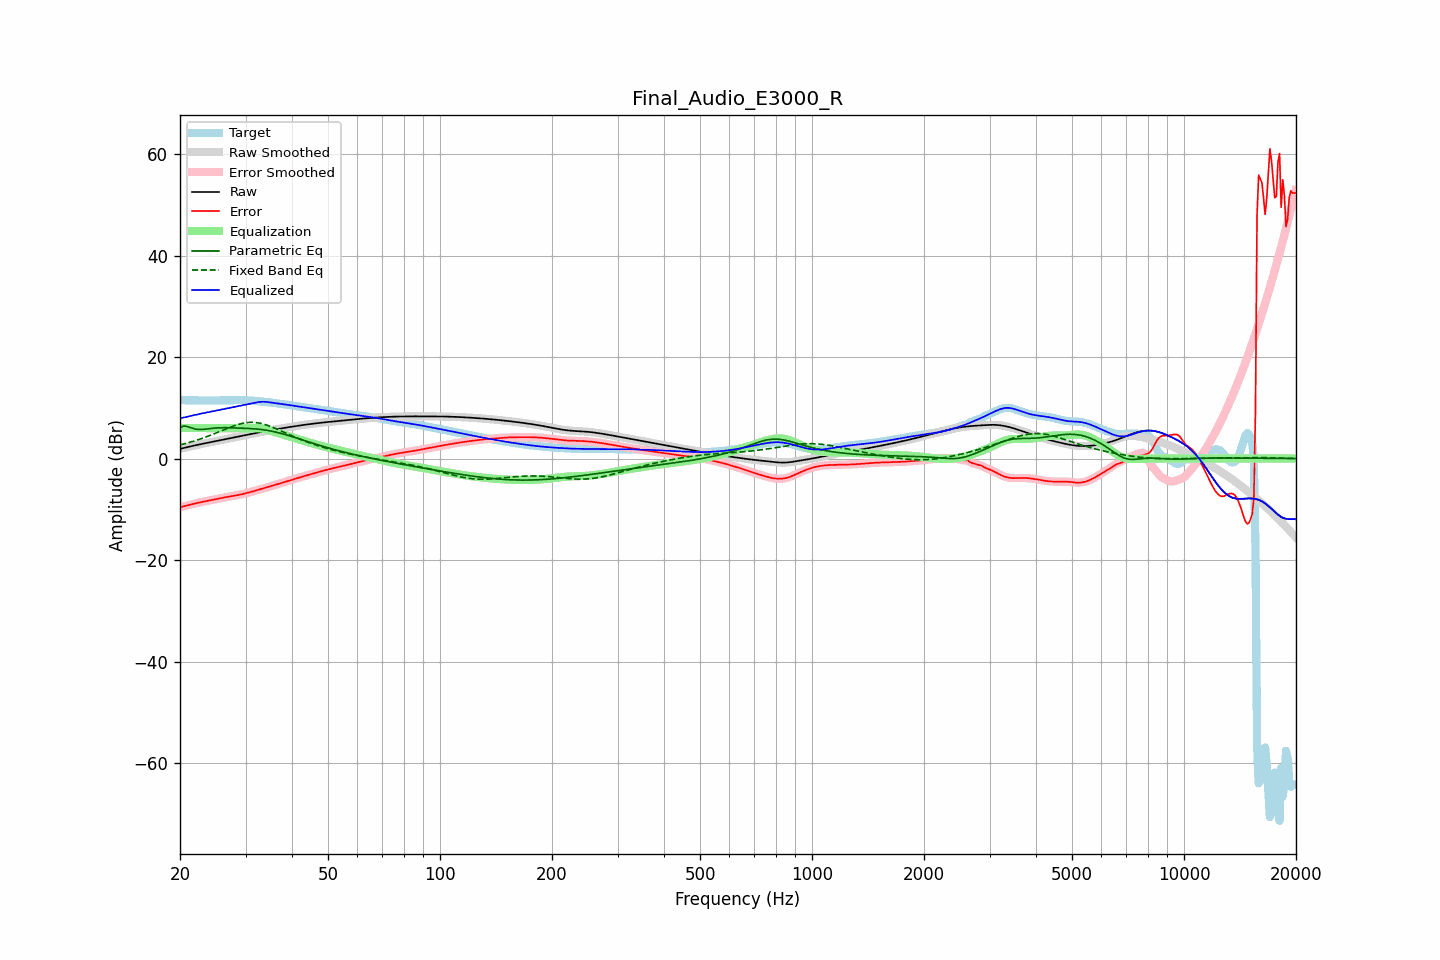 Final_Audio_E3000_R
Target
Raw Smoothed
Error Smoothed
Raw
Error
Equalization
Parametric Eq
Fixed Band Eq
Equalized
60
40
20
0
−20
−40
−60
Amplitude (dBr)
20 50 100 200 500 1000 2000 5000 10000 20000
Frequency (Hz)